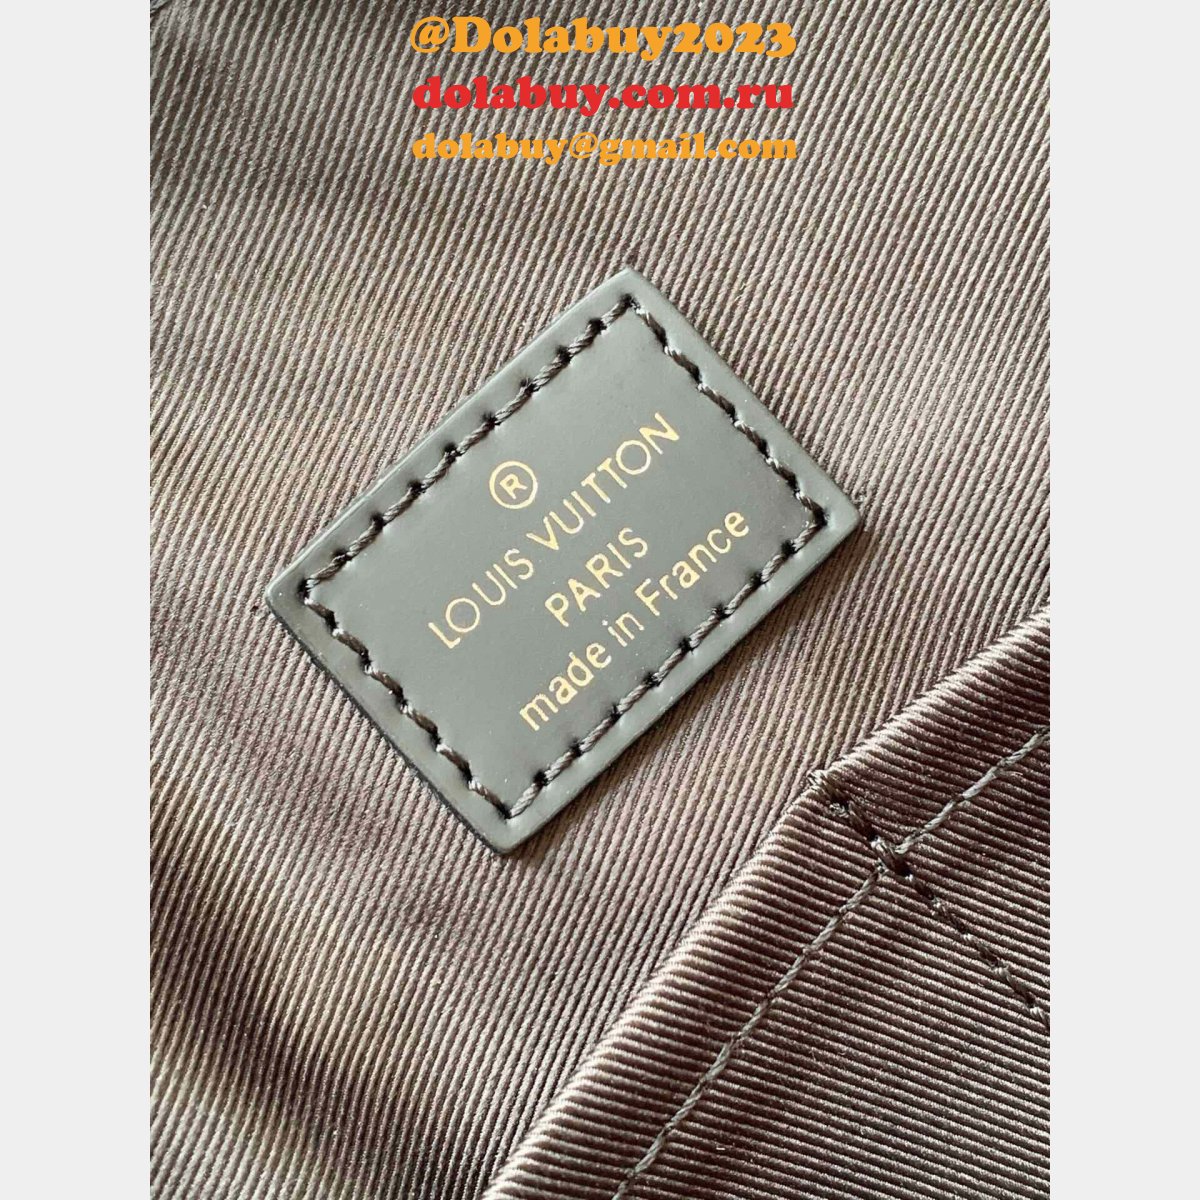 @Dolabuy2023
dolabuy.com.ru
dolabuy@gmail.com
®
LOUIS VUITTON
PARIS
made in France